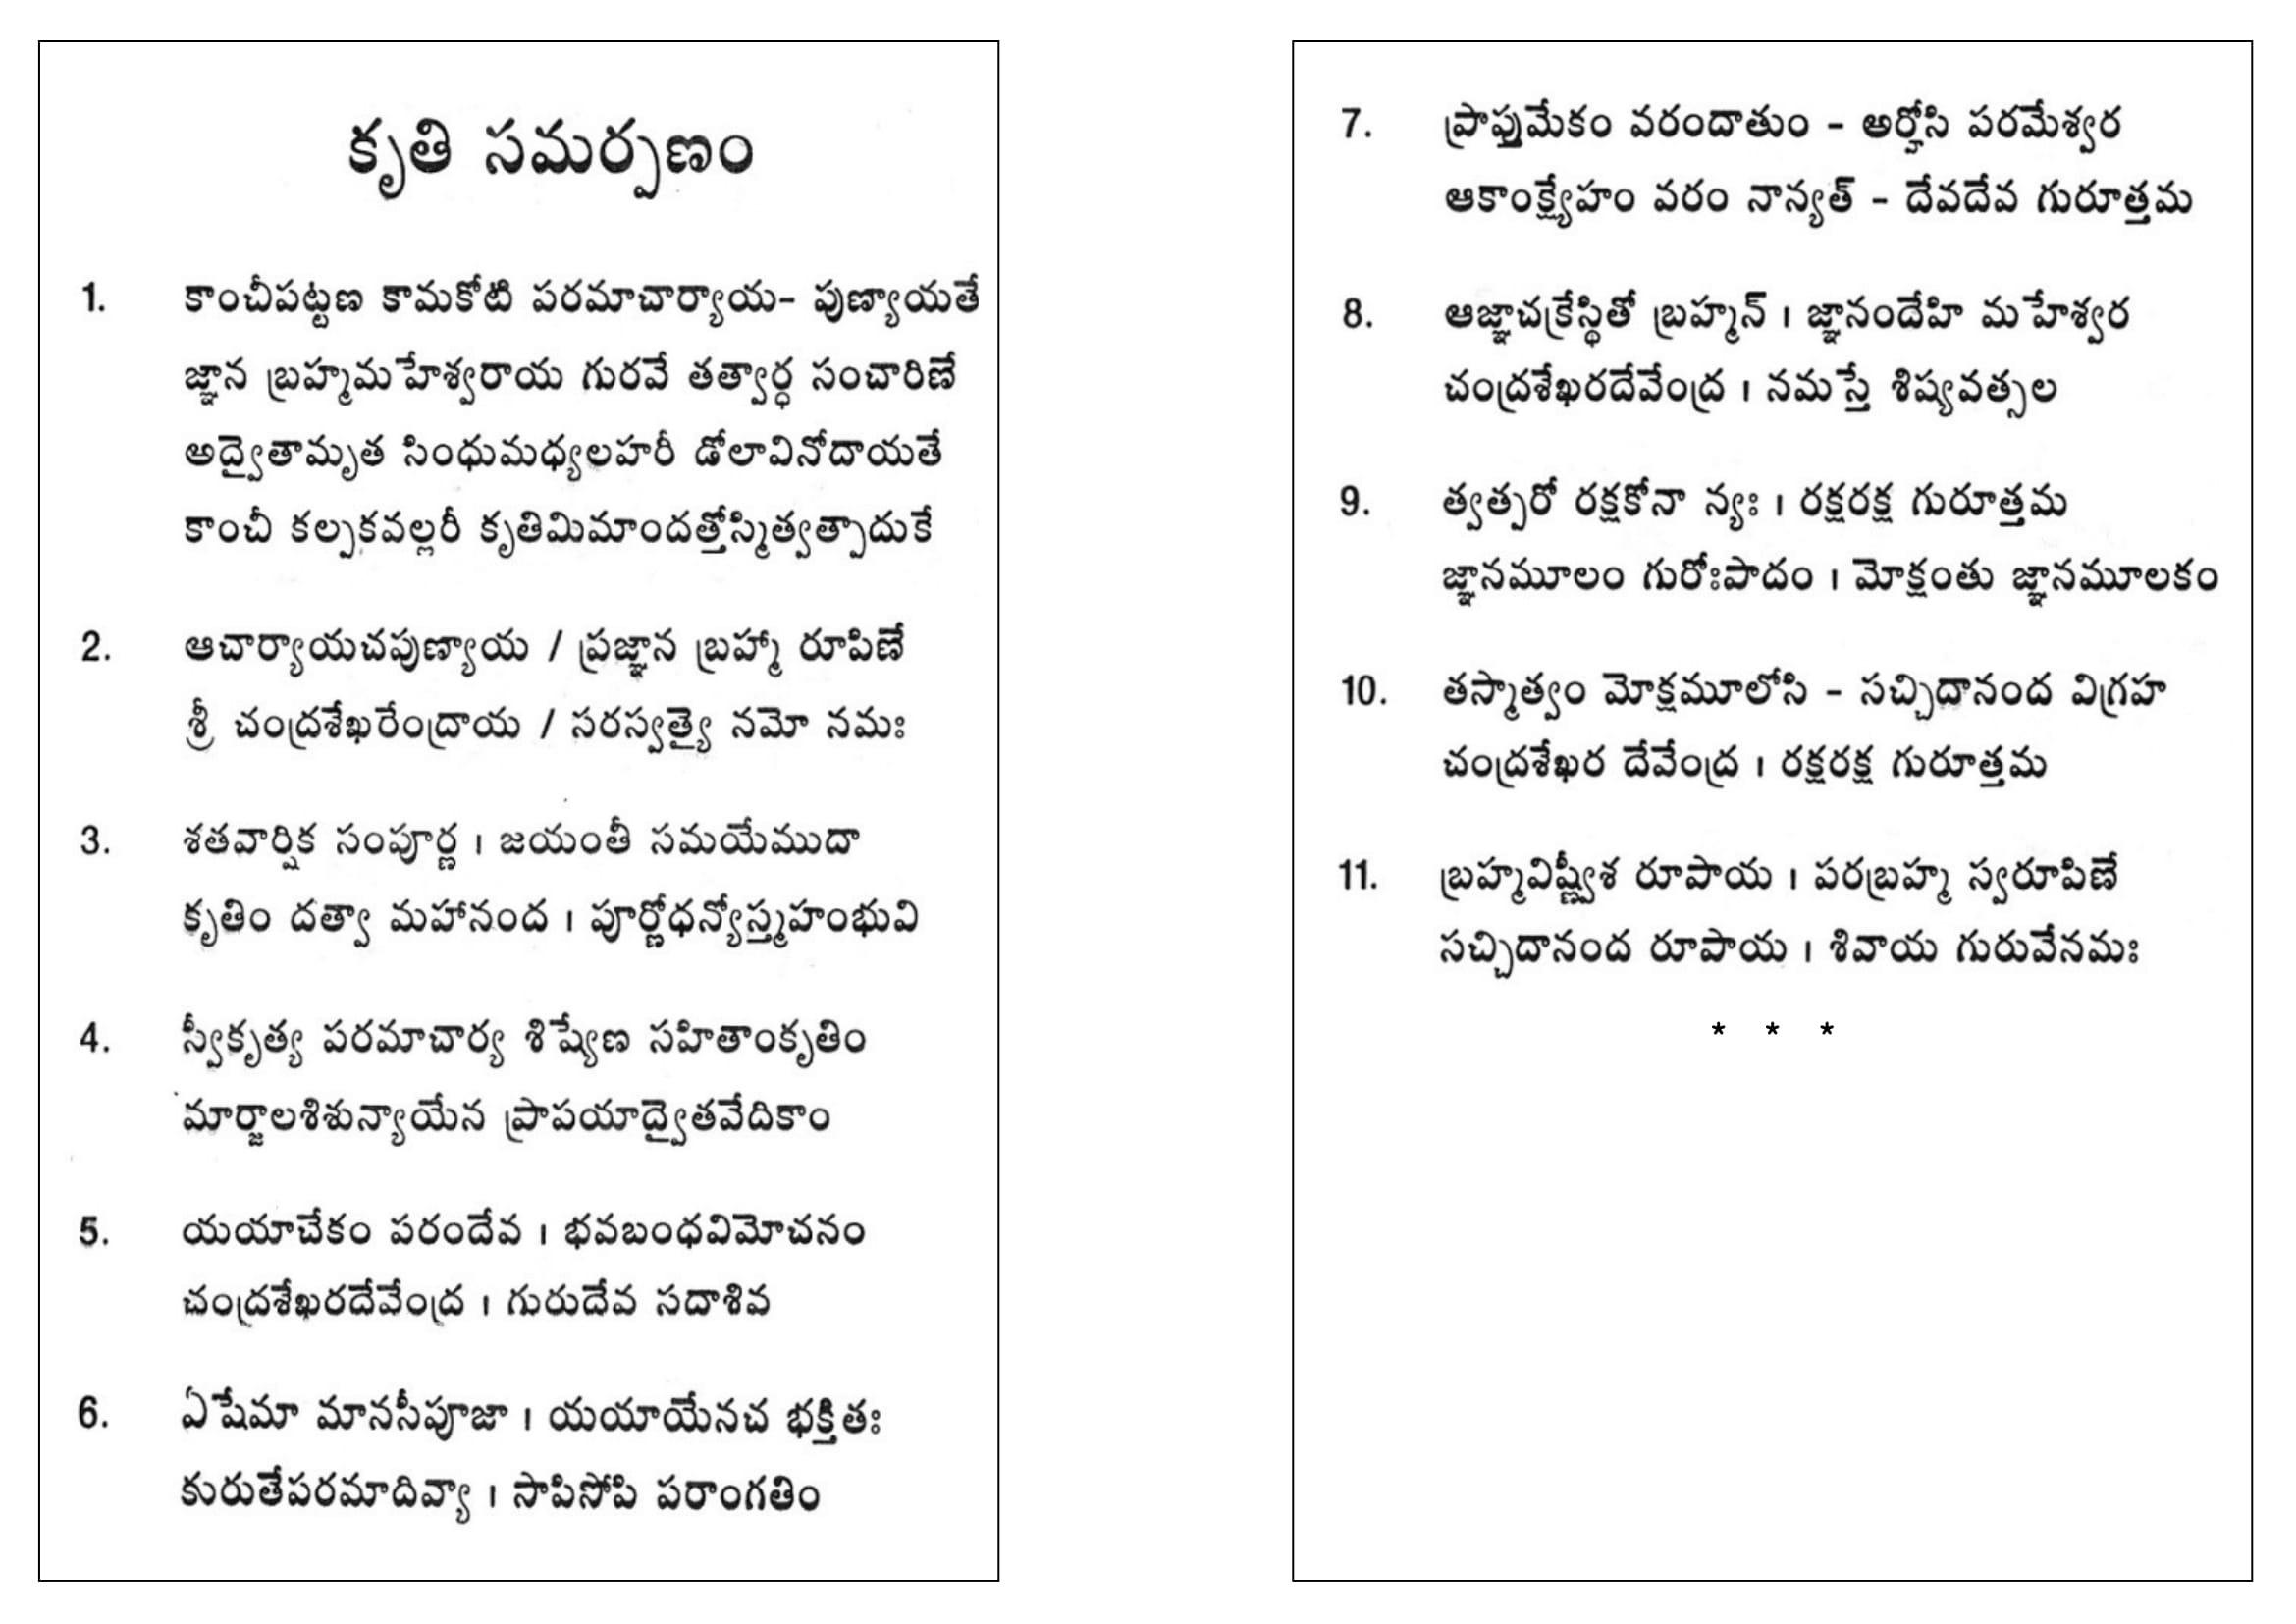 కృతి సమర్పణం
1. కాంచీపట్టణ కామకోటి పరమాచార్యాయ- పుణ్యాయతే
జ్ఞాన బ్రహ్మమహేశ్వరాయ గురవే తత్వార్ధ సంచారిణే
అద్వైతామృత సింధుమధ్యలహరీ డోలావినోదాయతే
కాంచీ కల్పకవల్లరీ కృతిమిమాందత్తోస్మిత్వత్పాదుకే
2. ఆచార్యాయచపుణ్యాయ / ప్రజ్ఞాన బ్రహ్మా రూపిణే
శ్రీ చంద్రశేఖరేంద్రాయ / సరస్వత్యై నమో నమః
3. శతవార్షిక సంపూర్ణ । జయంతీ సమయేముదా
కృతిం దత్వా మహానంద । పూర్ణోధన్యోస్మ్తహంభువి
4. స్వీకృత్య పరమాచార్య శిష్యేణ సహితాంకృతిం
మార్జాలశిశున్యాయేన ప్రాపయాద్వైతవేదికాం
5. యయాచేకం పరందేవ । భవబంధవిమోచనం
చంద్రశేఖరదేవేంద్ర । గురుదేవ సదాశివ
6. ఏషేమా మానసీపూజా । యయాయేనచ భక్తితః
కురుతేపరమాదివ్యా । సాపిసోపి పరాంగతిం
7. ప్రాప్తుమేకం వరందాతుం - అర్హోసి పరమేశ్వర
ఆకాంక్ష్యేహం వరం నాన్యత్ - దేవదేవ గురూత్తమ
8. ఆజ్ఞాచక్రేస్థితో బ్రహ్మన్ । జ్ఞానందేహి మహేశ్వర
చంద్రశేఖరదేవేంద్ర । నమస్తే శిష్యవత్సల
9. త్వత్పరో రక్షకోనా న్యః । రక్షరక్ష గురూత్తమ
జ్ఞానమూలం గురోఃపాదం । మోక్షంతు జ్ఞానమూలకం
10. తస్మాత్వం మోక్షమూలోసి - సచ్చిదానంద విగ్రహ
చంద్రశేఖర దేవేంద్ర । రక్షరక్ష గురూత్తమ
11. బ్రహ్మవిష్ణ్వీశ రూపాయ । పరబ్రహ్మ స్వరూపిణే
సచ్చిదానంద రూపాయ । శివాయ గురువేనమః
* * *